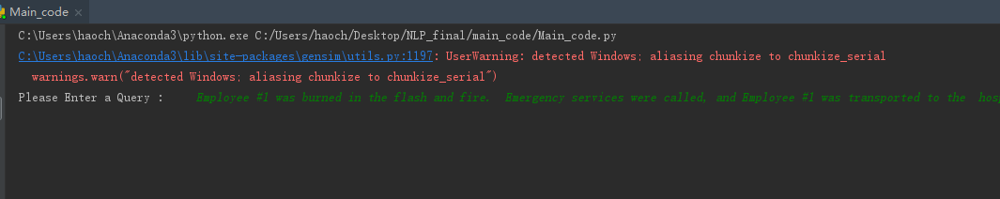 Main_code
C:\Users\haoch\Anaconda3\python.exe C:/Users/haoch/Desktop/NLP_final/main_code/Main_code.py
C:\Users\haoch\Anaconda3\lib\site-packages\gensim\utils.py:1197: UserWarning: detected Windows; aliasing chunkize to chunkize_serial
warnings.warn("detected Windows; aliasing chunkize to chunkize_serial")
Please Enter a Query : Employee #1 was burned in the flash and fire. Emergency services were called, and Employee #1 was transported to the